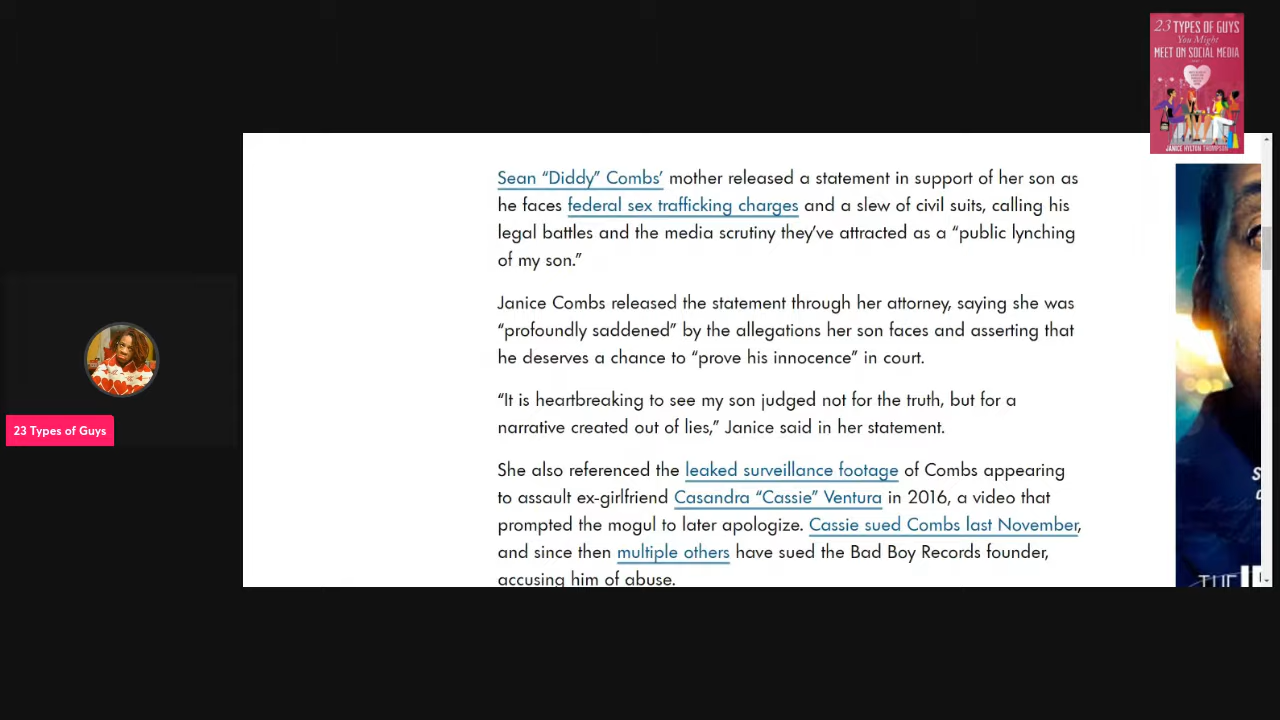 23 TYPES OF GUYS
You Might
MEET ON SOCIAL MEDIA
JANICE HYLTON THOMPSON
Sean “Diddy” Combs’ mother released a statement in support of her son as
he faces federal sex trafficking charges and a slew of civil suits, calling his
legal battles and the media scrutiny they’ve attracted as a “public lynching
of my son.”
Janice Combs released the statement through her attorney, saying she was
“profoundly saddened” by the allegations her son faces and asserting that
he deserves a chance to “prove his innocence” in court.
“It is heartbreaking to see my son judged not for the truth, but for a
narrative created out of lies,” Janice said in her statement.
She also referenced the leaked surveillance footage of Combs appearing
to assault ex-girlfriend Casandra “Cassie” Ventura in 2016, a video that
prompted the mogul to later apologize. Cassie sued Combs last November,
and since then multiple others have sued the Bad Boy Records founder,
accusing him of abuse.
23 Types of Guys